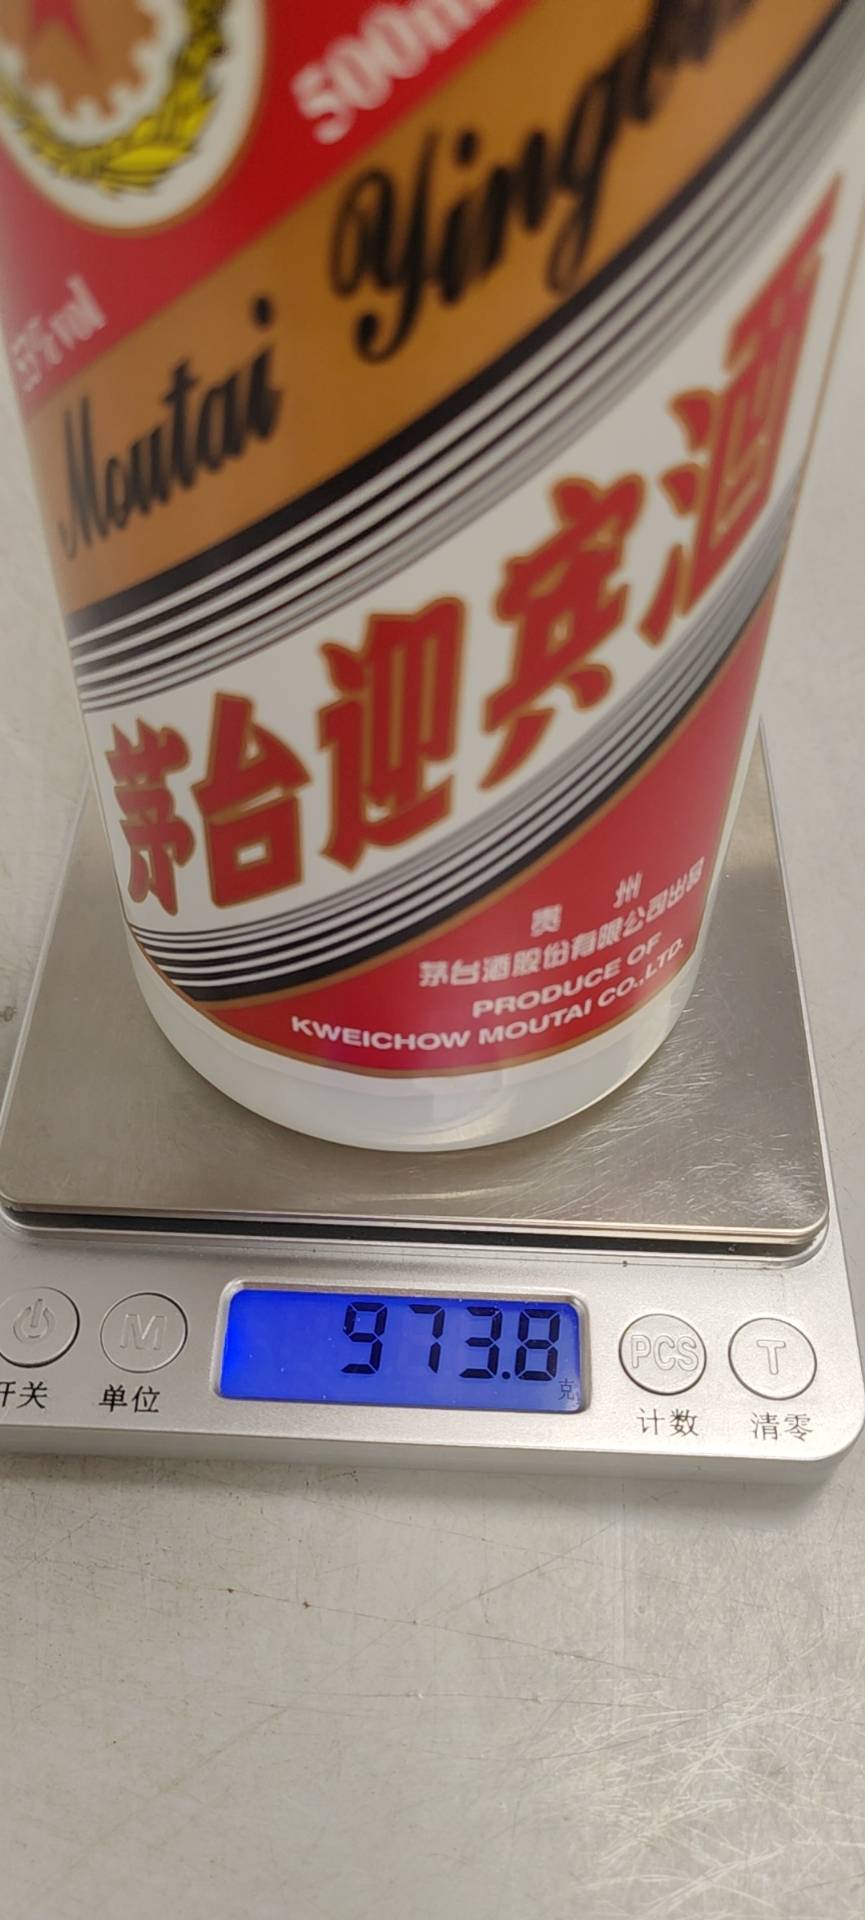 500m
53%vol
Moutai Ying
茅台迎宾酒
贵 州
茅台酒股份有限公司出品
PRODUCE OF
KWEICHOW MOUTAI CO.,LTD.
973.8
克
M
PCS
T
开关
单位
计数
清零